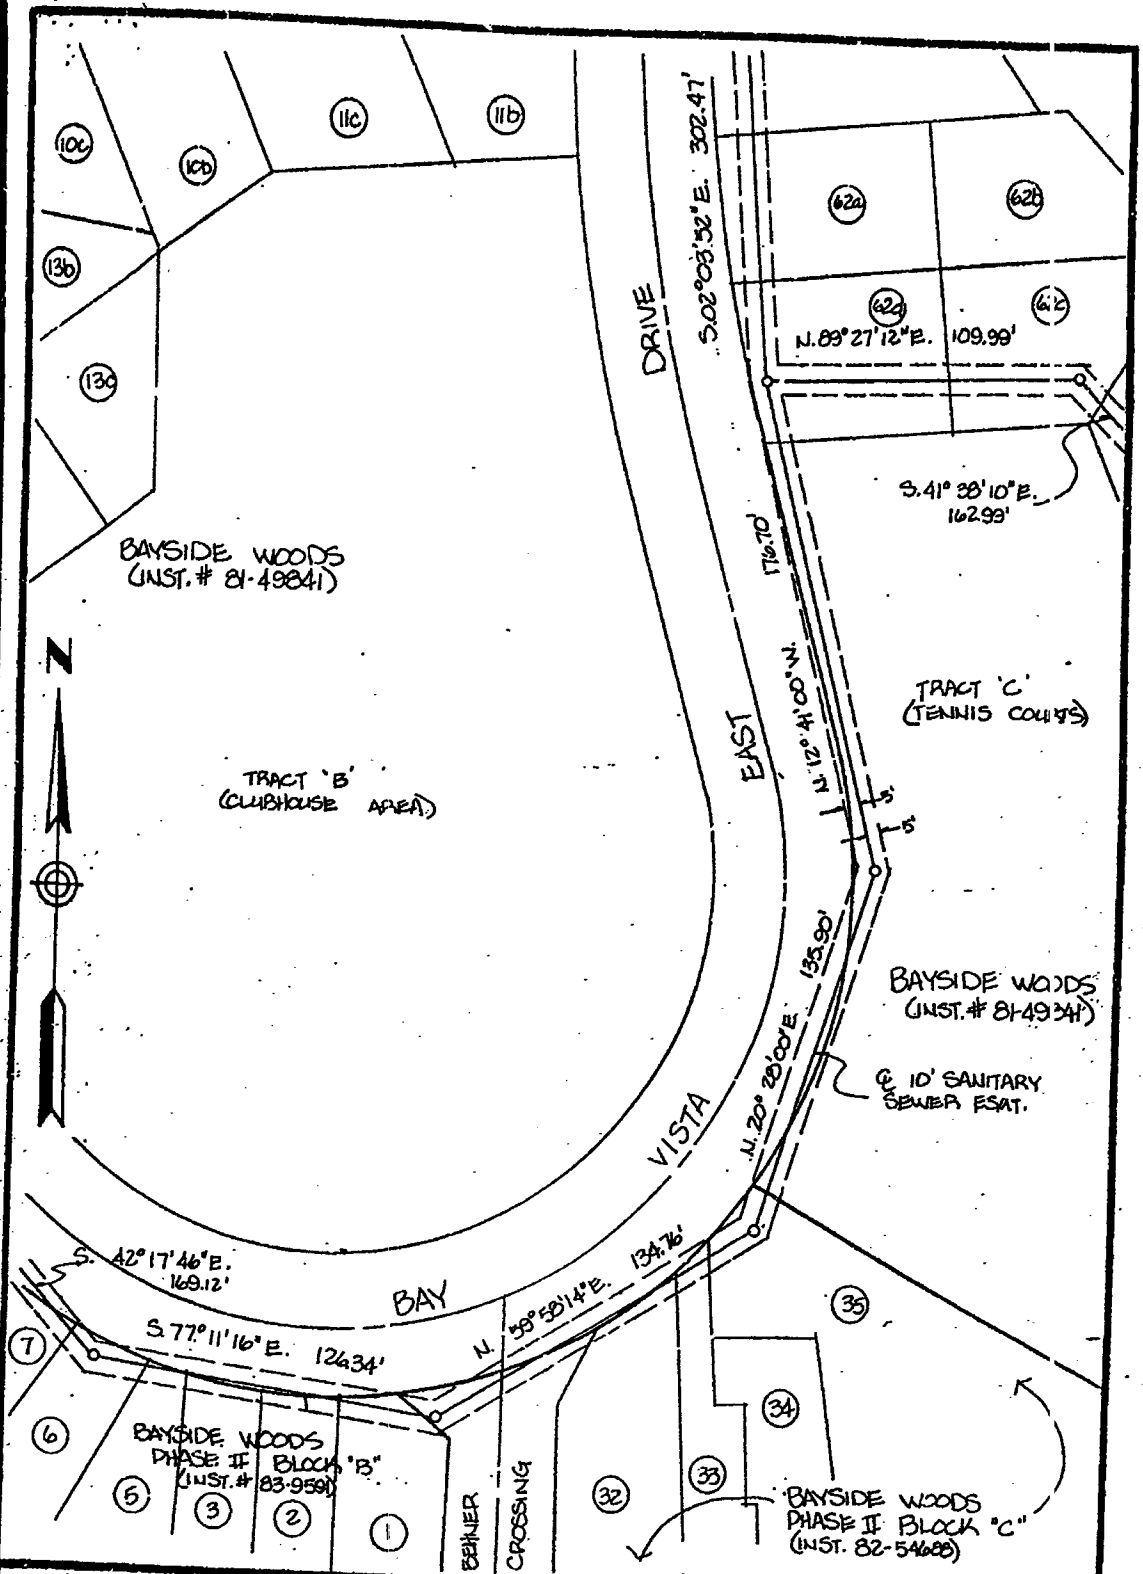 10c
10b
11c
11b
13b
13c
62a
62b
62d
61c
S. 02° 03' 52" E. 302.47'
N. 89° 27' 12" E. 109.99'
S. 41° 38' 10" E.
162.99'
DRIVE
176.70'
N. 12° 41' 00" W.
BAYSIDE WOODS
(INST. # 81-49841)
N
TRACT 'C'
(TENNIS COURTS)
EAST
TRACT 'B'
(CLUBHOUSE AREA)
5'
5'
135.90'
N. 20° 28' 00" E.
BAYSIDE WOODS
(INST. # 81-49341)
℄ 10' SANITARY
SEWER ESMT.
VISTA
S. 42° 17' 46" E.
169.12'
BAY
134.76'
N. 59° 58' 14" E.
S. 77° 11' 16" E. 126.34'
7
6
5
3
2
1
BAYSIDE WOODS
PHASE II BLOCK "B"
(INST. # 83-9591)
BEHNER
CROSSING
32
33
34
35
BAYSIDE WOODS
PHASE II BLOCK "C"
(INST. 82-54688)